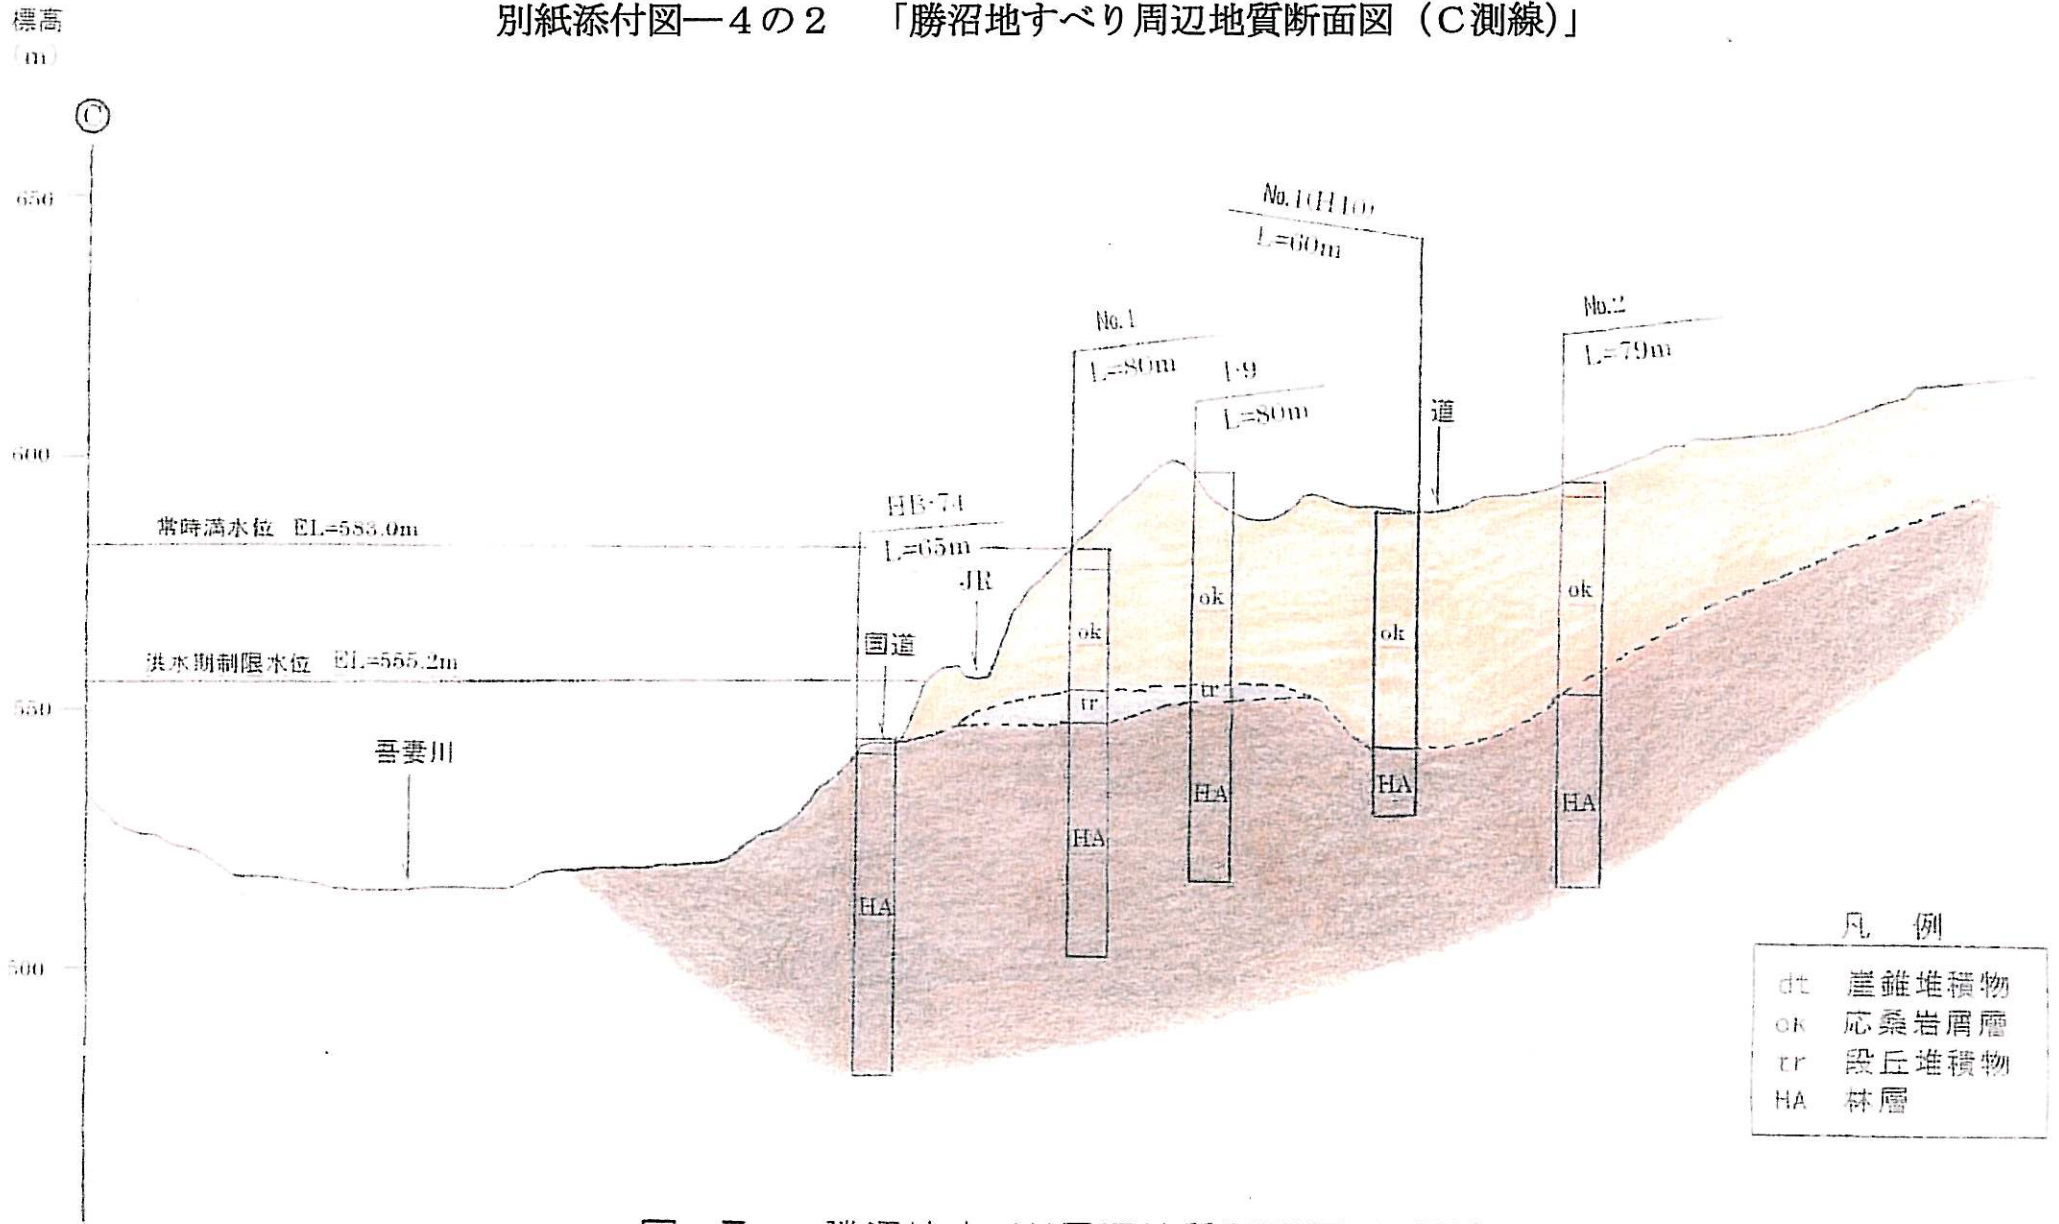 別紙添付図―４の２　「勝沼地すべり周辺地質断面図（Ｃ測線）」
標高
(m)
C
650
600
550
500
No.1(H10)
L=60m
No.2
L=79m
No.1
L=80m
I-9
L=80m
道
HB-74
L=65m
JR
国道
常時満水位 EL=583.0m
洪水期制限水位 EL=555.2m
吾妻川
ok
ok
ok
ok
tr
tr
HA
HA
HA
HA
HA
凡 例
dt 崖錐堆積物
ok 応桑岩屑層
tr 段丘堆積物
HA 林層